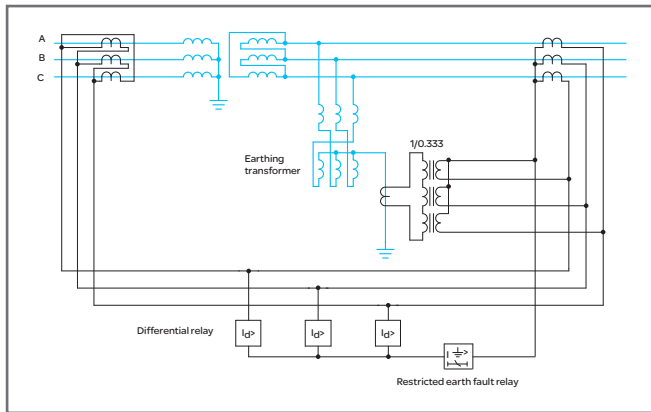 A
B
C
1/0.333
Earthing
transformer
Differential relay
Id>
Id>
Id>
I >
Restricted earth fault relay